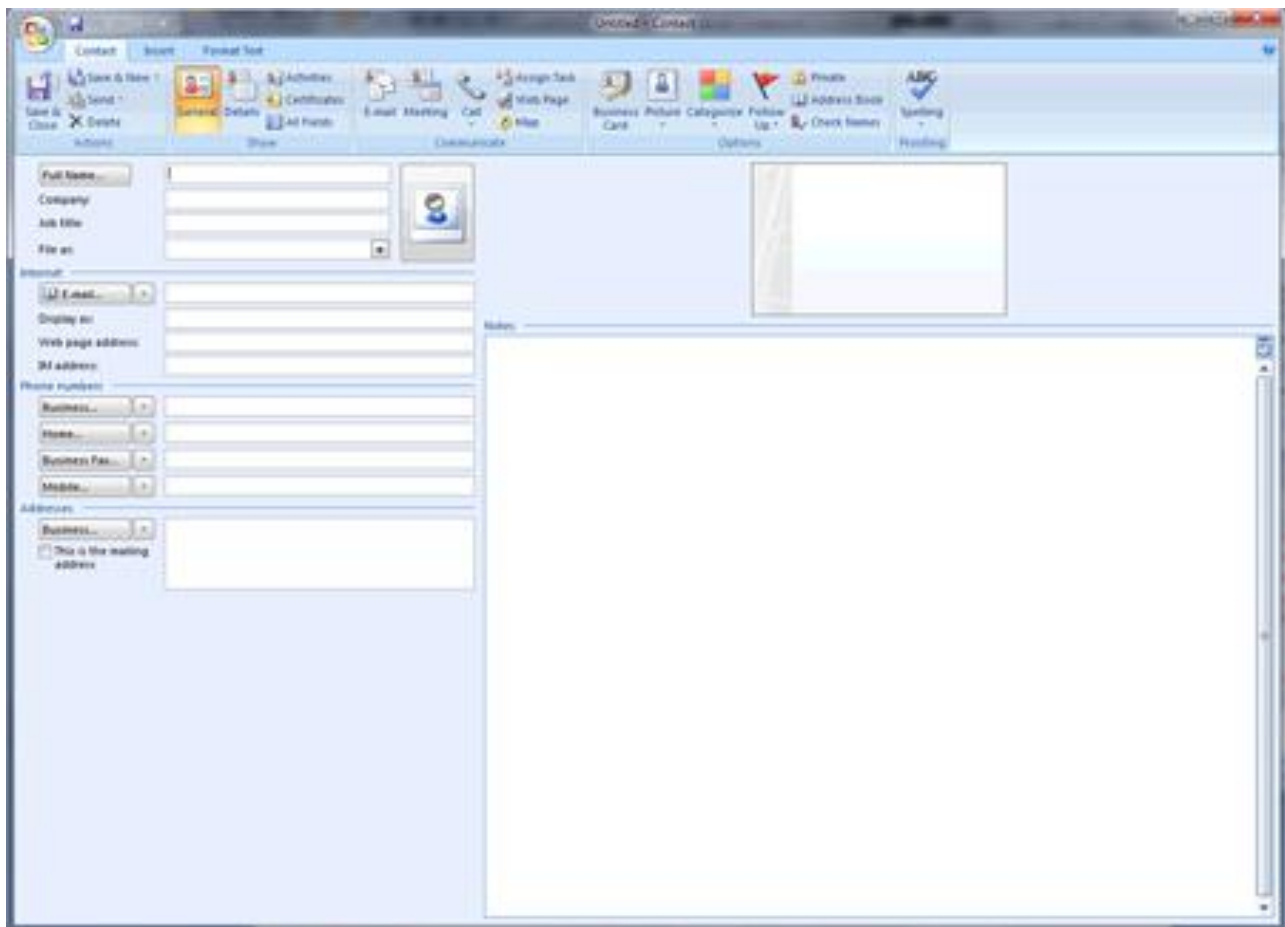 Untitled - Contact
Contact Insert Format Text
Save & Close
Save & New
Send
Delete
Actions
General
Details
Activities
Certificates
All Fields
Show
E-mail
Meeting
Call
Assign Task
Web Page
Map
Communicate
Business Card
Picture
Categorize
Follow Up
Private
Address Book
Check Names
Options
ABC
Spelling
Proofing
Full Name...
Company:
Job title:
File as:
Internet
E-mail...
Display as:
Web page address:
IM address:
Phone numbers
Business...
Home...
Business Fax...
Mobile...
Addresses
Business...
This is the mailing
address
Notes